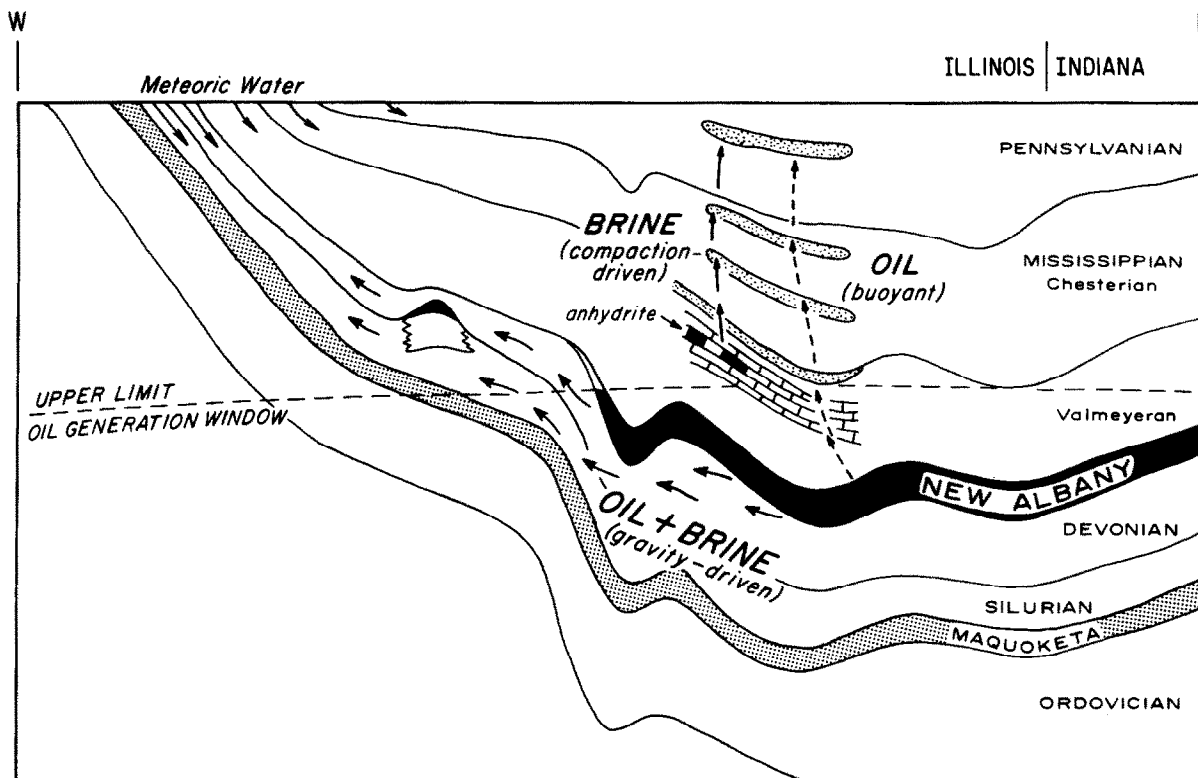 W
ILLINOIS | INDIANA
Meteoric Water
PENNSYLVANIAN
BRINE
(compaction-
driven)
OIL
(buoyant)
MISSISSIPPIAN
Chesterian
anhydrite
UPPER LIMIT
OIL GENERATION WINDOW
Valmeyeran
NEW ALBANY
OIL + BRINE
(gravity-driven)
DEVONIAN
SILURIAN
MAQUOKETA
ORDOVICIAN